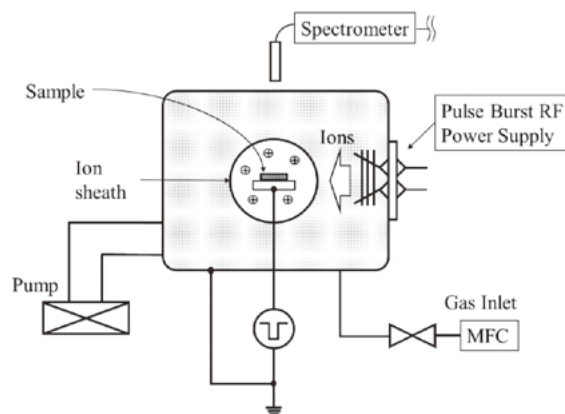 Spectrometer
Sample
Ions
Pulse Burst RF
Power Supply
Ion
sheath
Pump
Gas Inlet
MFC